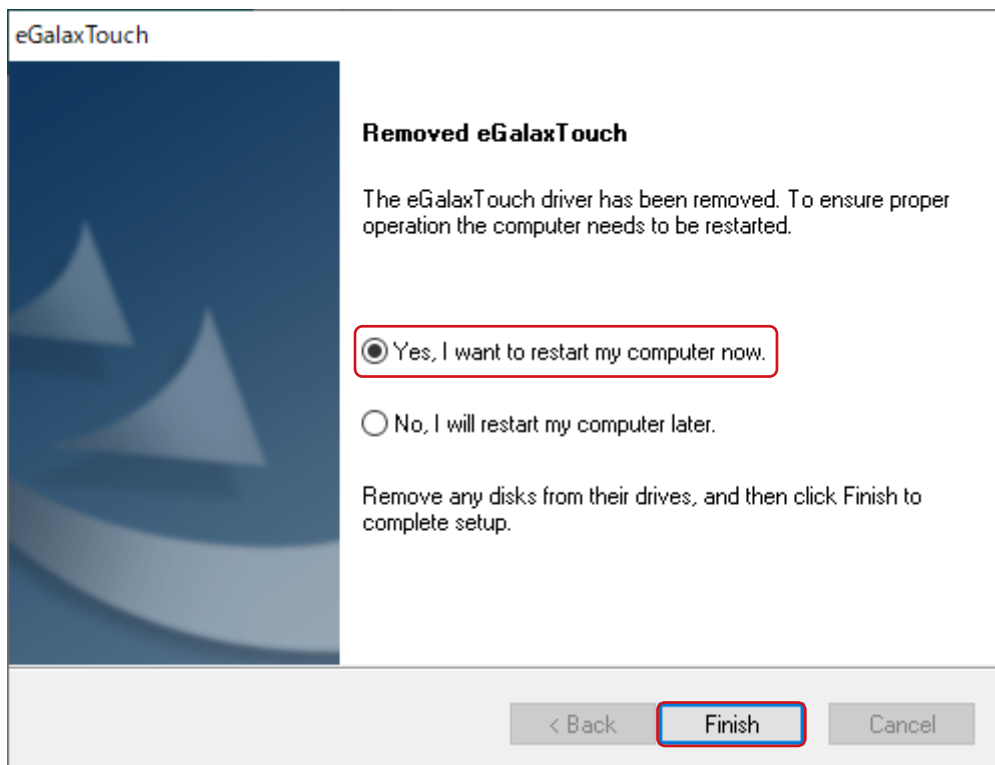 eGalaxTouch
Removed eGalaxTouch
The eGalaxTouch driver has been removed. To ensure proper
operation the computer needs to be restarted.
Yes, I want to restart my computer now.
No, I will restart my computer later.
Remove any disks from their drives, and then click Finish to
complete setup.
< Back
Finish
Cancel